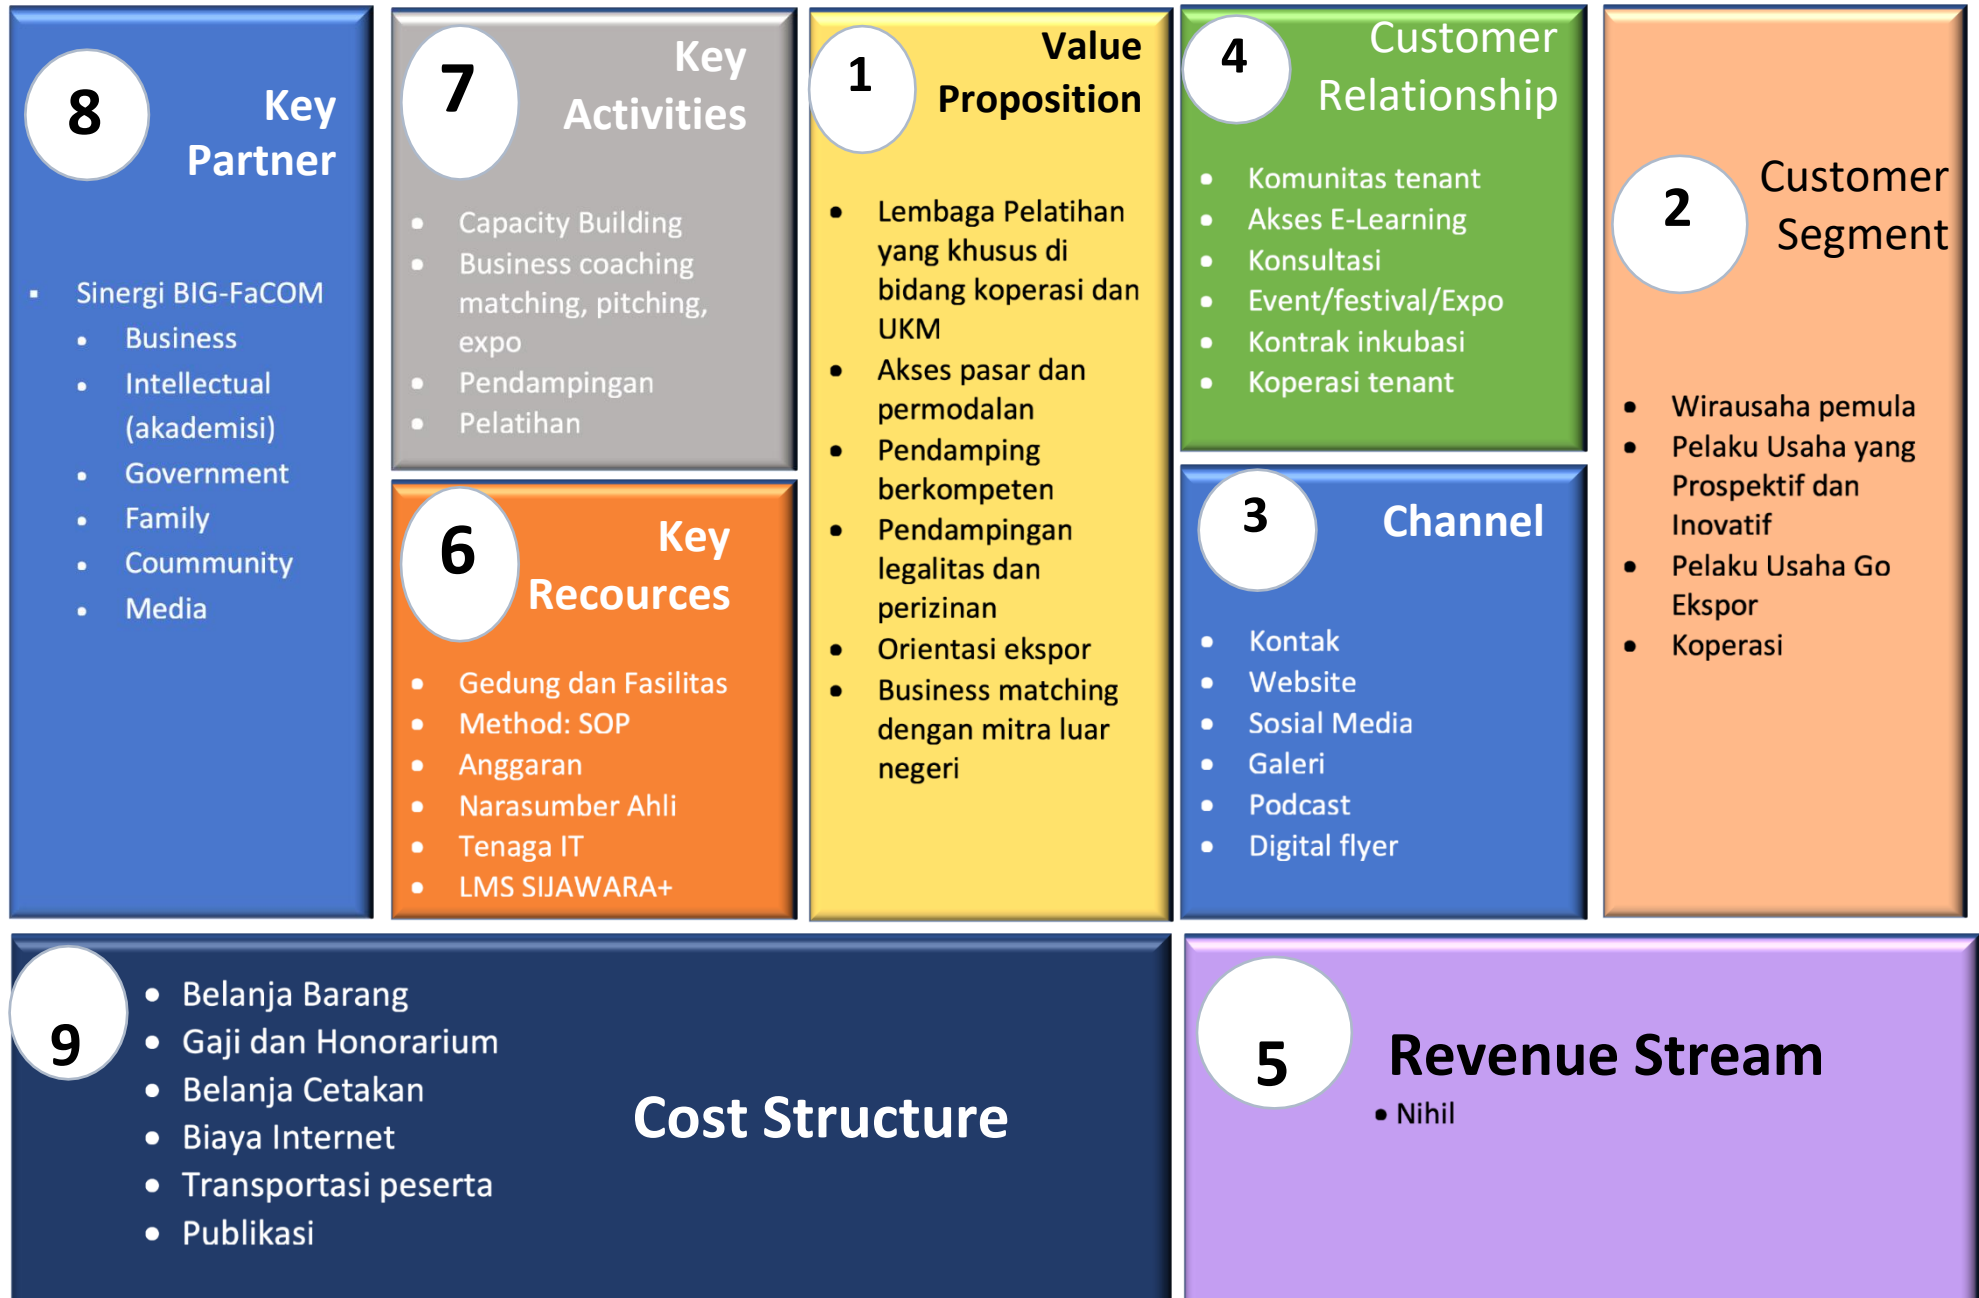 8
Key
Partner
Sinergi BIG-FaCOM
Business
Intellectual
(akademisi)
Government
Family
Coummunity
Media
7
Key
Activities
Capacity Building
Business coaching
matching, pitching,
expo
Pendampingan
Pelatihan
6
Key
Recources
Gedung dan Fasilitas
Method: SOP
Anggaran
Narasumber Ahli
Tenaga IT
LMS SIJAWARA+
1
Value
Proposition
Lembaga Pelatihan
yang khusus di
bidang koperasi dan
UKM
Akses pasar dan
permodalan
Pendamping
berkompeten
Pendampingan
legalitas dan
perizinan
Orientasi ekspor
Business matching
dengan mitra luar
negeri
4
Customer
Relationship
Komunitas tenant
Akses E-Learning
Konsultasi
Event/festival/Expo
Kontrak inkubasi
Koperasi tenant
3
Channel
Kontak
Website
Sosial Media
Galeri
Podcast
Digital flyer
2
Customer
Segment
Wirausaha pemula
Pelaku Usaha yang
Prospektif dan
Inovatif
Pelaku Usaha Go
Ekspor
Koperasi
9
Belanja Barang
Gaji dan Honorarium
Belanja Cetakan
Biaya Internet
Transportasi peserta
Publikasi
Cost Structure
5
Revenue Stream
Nihil